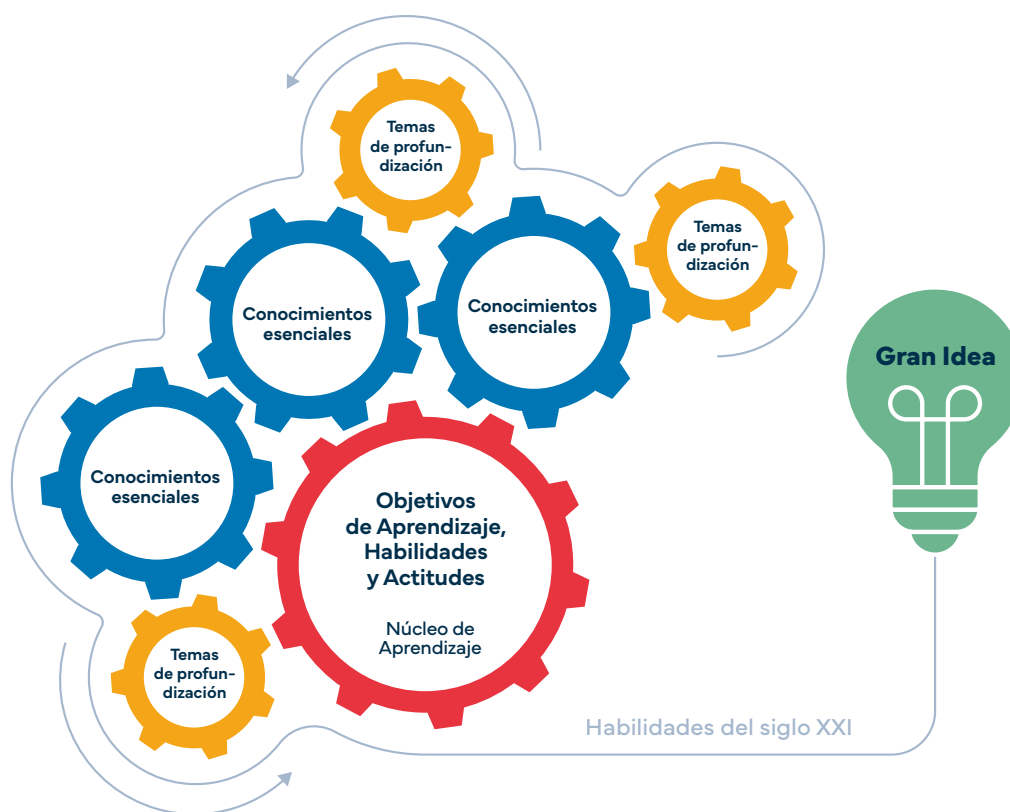 Temas
de profun-
dización
Temas
de profun-
dización
Conocimientos
esenciales
Conocimientos
esenciales
Gran Idea
Conocimientos
esenciales
Objetivos
de Aprendizaje,
Habilidades
y Actitudes
Núcleo de
Aprendizaje
Temas
de profun-
dización
Habilidades del siglo XXI